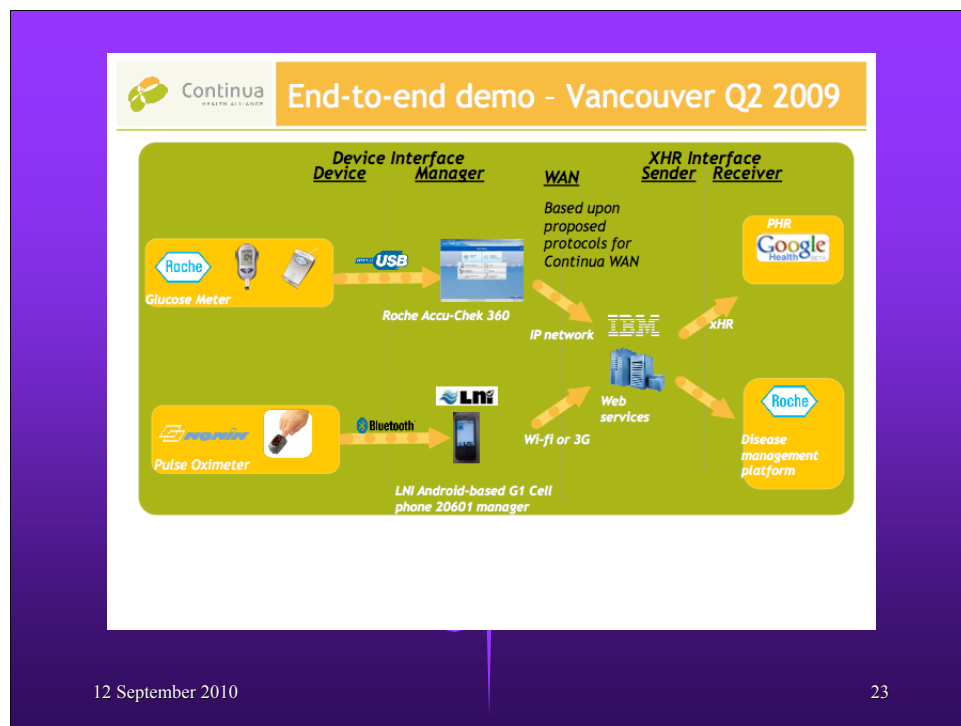 Continua
HEALTH ALLIANCE
End-to-end demo – Vancouver Q2 2009
Device Interface
Device Manager
WAN
XHR Interface
Sender Receiver
Based upon
proposed
protocols for
Continua WAN
PHR
Google
Health BETA
Roche
Glucose Meter
USB
Roche Accu-Chek 360
IP network
IBM
xHR
Web
services
LNI
NONIN
Pulse Oximeter
Bluetooth
Wi-fi or 3G
LNI Android-based G1 Cell
phone 20601 manager
Roche
Disease
management
platform
12 September 2010
23